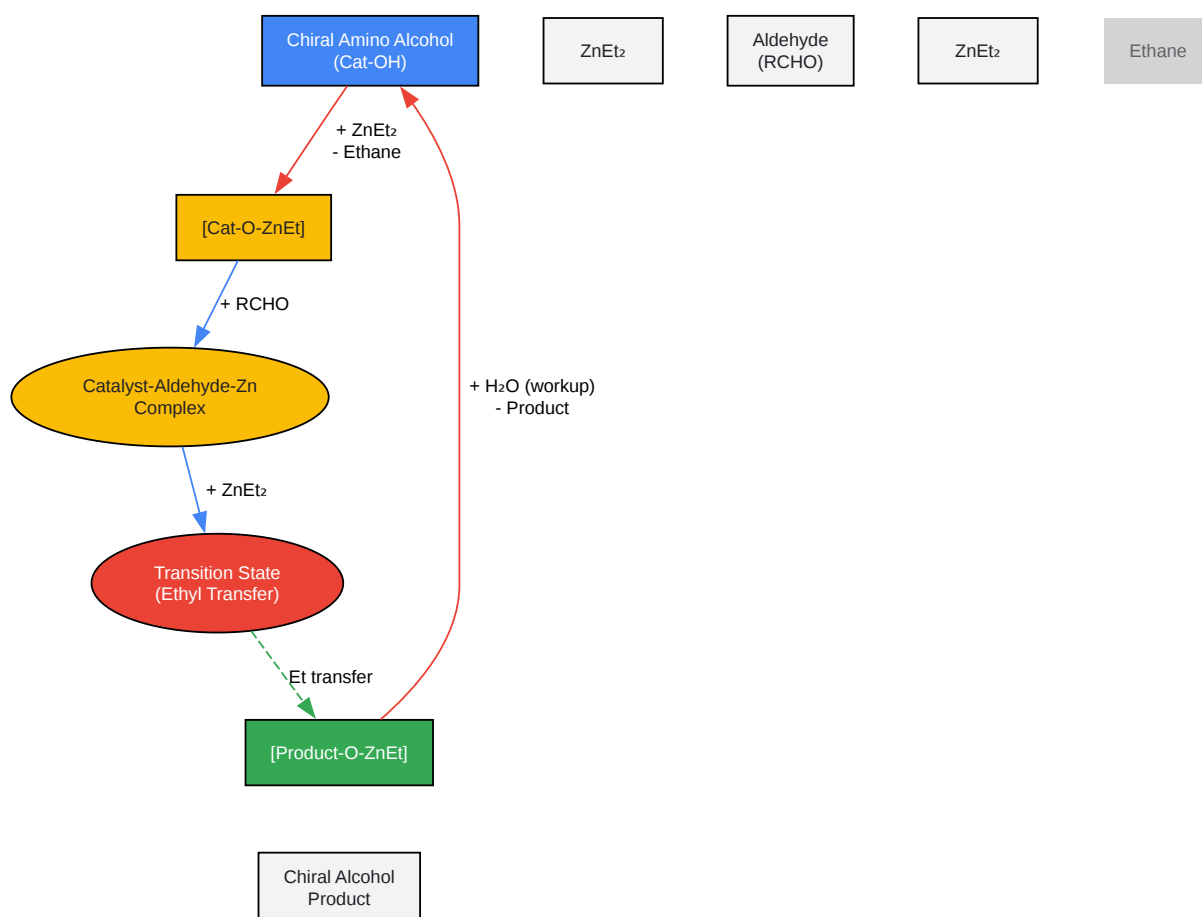 Chiral Amino Alcohol
(Cat-OH)
ZnEt₂
Aldehyde
(RCHO)
ZnEt₂
Ethane
+ ZnEt₂
- Ethane
[Cat-O-ZnEt]
+ RCHO
Catalyst-Aldehyde-Zn
Complex
+ H₂O (workup)
- Product
+ ZnEt₂
Transition State
(Ethyl Transfer)
Et transfer
[Product-O-ZnEt]
Chiral Alcohol
Product